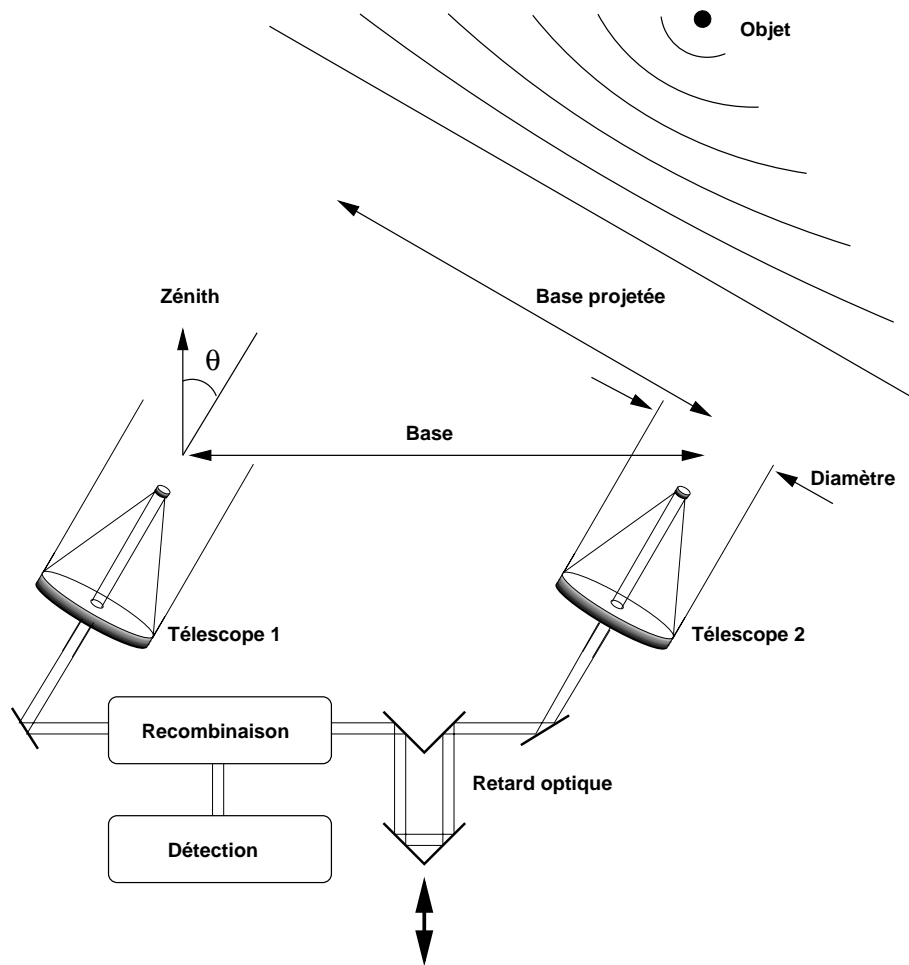 Objet
Base projetée
Zénith
θ
Base
Diamètre
Télescope 1
Télescope 2
Recombinaison
Retard optique
Détection